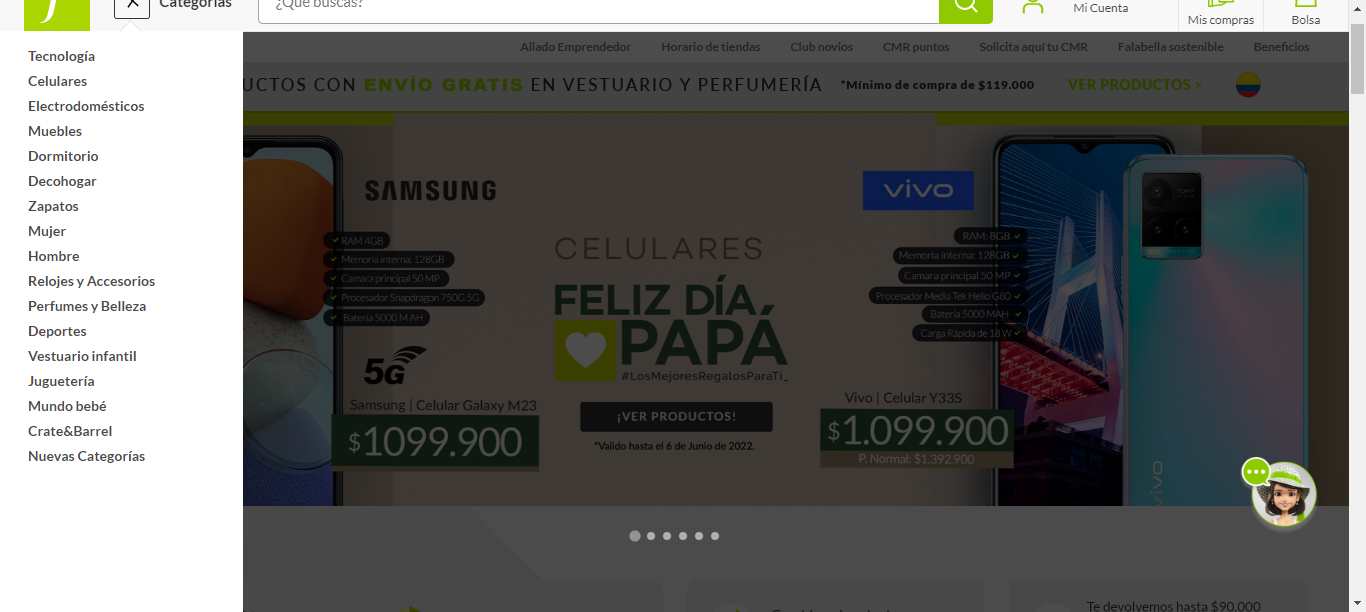 f
Categorías
¿Qué buscas?
Mi Cuenta
Mis compras
Bolsa
Aliado Emprendedor
Horario de tiendas
Club novios
CMR puntos
Solicita aquí tu CMR
Falabella sostenible
Beneficios
UCTOS CON ENVÍO GRATIS EN VESTUARIO Y PERFUMERÍA
*Mínimo de compra de $119.000
VER PRODUCTOS >
Tecnología
Celulares
Electrodomésticos
Muebles
Dormitorio
Decohogar
Zapatos
Mujer
Hombre
Relojes y Accesorios
Perfumes y Belleza
Deportes
Vestuario infantil
Juguetería
Mundo bebé
Crate&Barrel
Nuevas Categorías
SAMSUNG
RAM 4GB
Memoria interna: 128GB
Camara principal 50 MP
Procesador Snapdragon 750G 5G
Bateria 5000 M AH
5G
Samsung | Celular Galaxy M23
$1099.900
CELULARES
FELIZ DÍA,
PAPÁ
#LosMejoresRegalosParaTi_
¡VER PRODUCTOS!
*Valido hasta el 6 de Junio de 2022.
vivo
RAM: 8GB
Memoria interna: 128GB
Camara principal 50 MP
Procesador Media Tek Helio G80
Batería 5000 MAH
Carga Rápida de 18 W
Vivo | Celular Y33S
$1.099.900
P. Normal: $1.392.900
vivo
Te devolvemos hasta $90.000